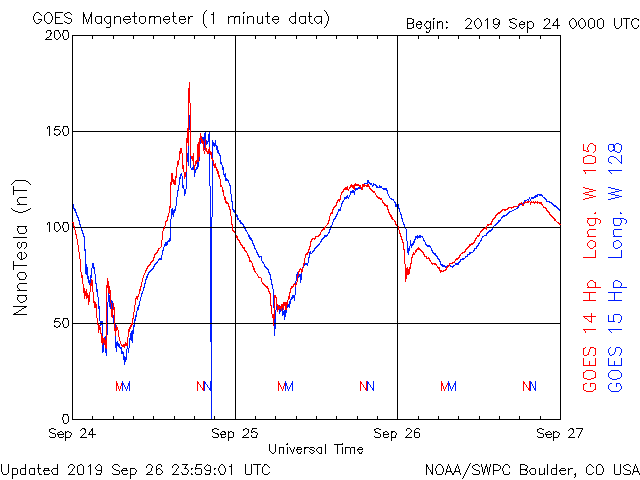 GOES Magnetometer (1 minute data)
Begin: 2019 Sep 24 0000 UTC
200
150
100
50
0
NanoTesla (nT)
M M N N M M N N M M N N
Sep 24 Sep 25 Sep 26 Sep 27
Universal Time
GOES 14 Hp Long. W 105
GOES 15 Hp Long. W 128
Updated 2019 Sep 26 23:59:01 UTC
NOAA/SWPC Boulder, CO USA